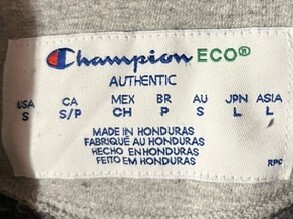 Champion ECO®
AUTHENTIC
USA CA MEX BR AU JPN ASIA
S S/P CH P S L L
MADE IN HONDURAS
FABRIQUÉ AU HONDURAS
HECHO EN HONDURAS
FEITO EM HONDURAS
RPC